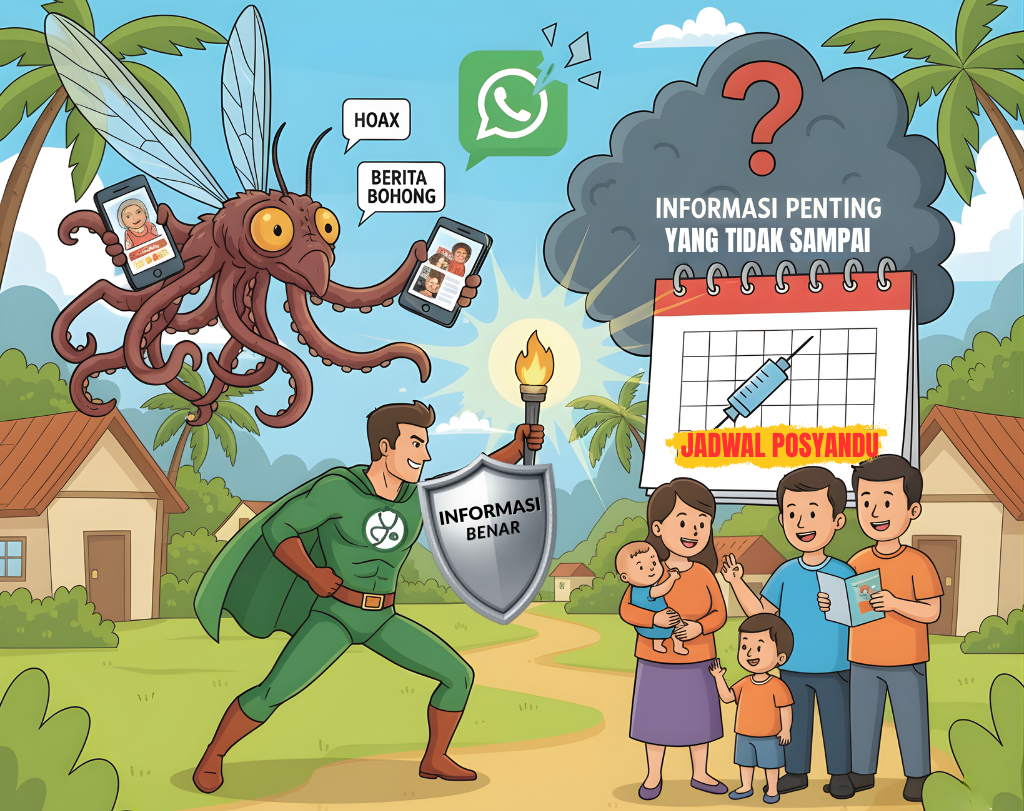 HOAX
BERITA
BOHONG
INFORMASI PENTING
YANG TIDAK SAMPAI
JADWAL POSYANDU
INFORMASI
BENAR